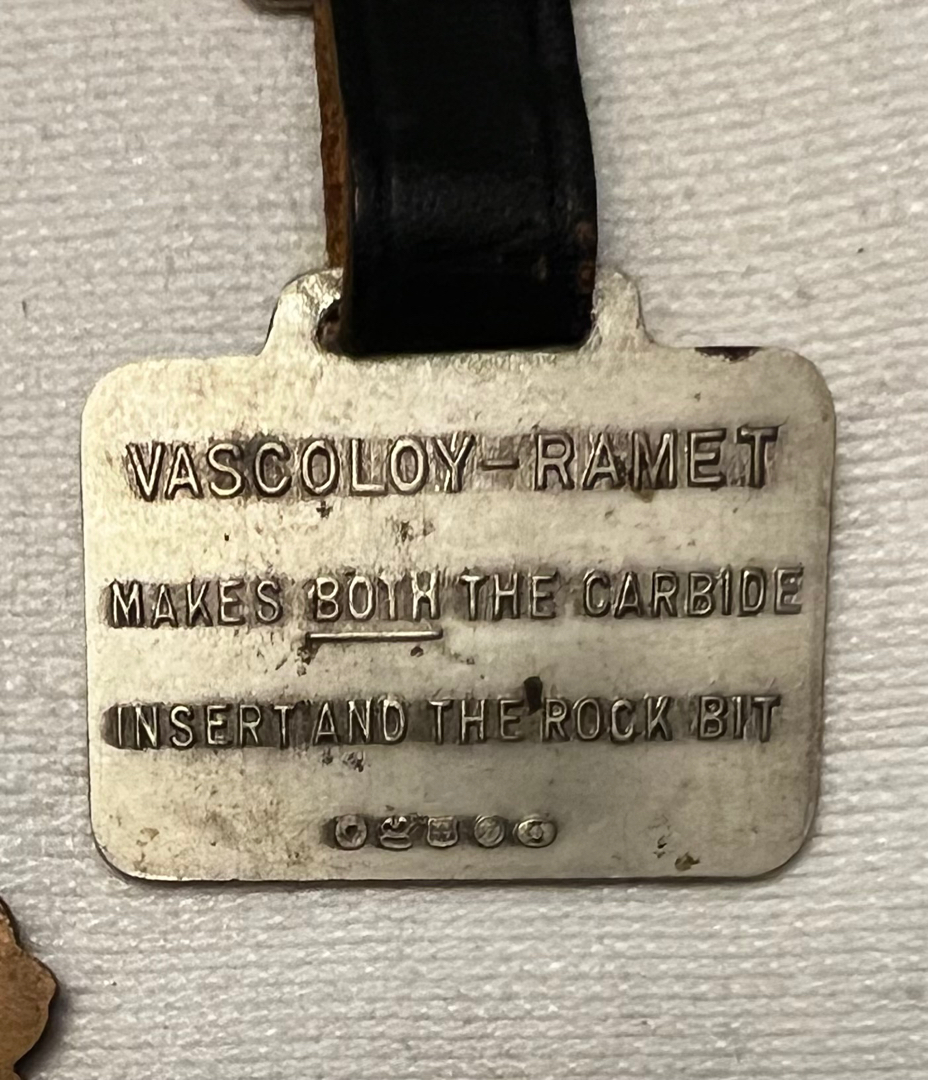 VASCOLOY-RAMET
MAKES BOTH THE CARBIDE
INSERT AND THE ROCK BIT